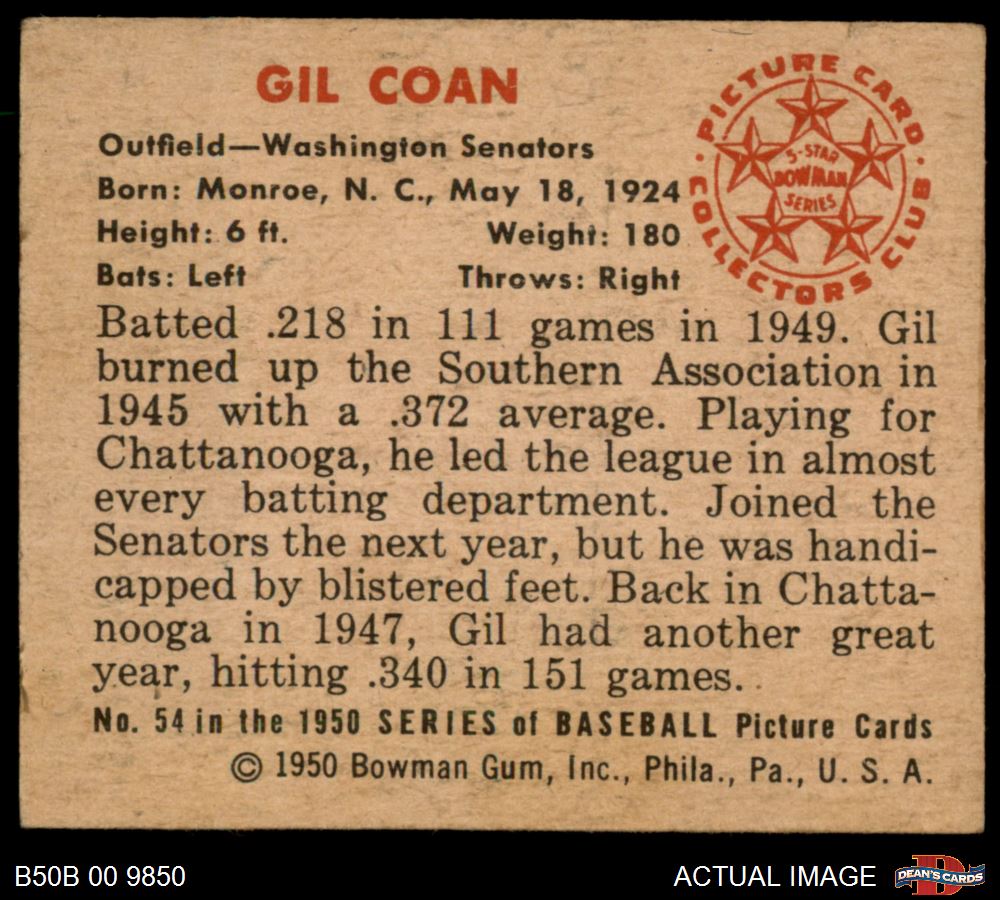 GIL COAN
Outfield—Washington Senators
Born: Monroe, N. C., May 18, 1924
Height: 6 ft. Weight: 180
Bats: Left Throws: Right
PICTURE CARD
COLLECTORS CLUB
5-STAR
BOWMAN
SERIES
Batted .218 in 111 games in 1949. Gil
burned up the Southern Association in
1945 with a .372 average. Playing for
Chattanooga, he led the league in almost
every batting department. Joined the
Senators the next year, but he was handi-
capped by blistered feet. Back in Chatta-
nooga in 1947, Gil had another great
year, hitting .340 in 151 games.
No. 54 in the 1950 SERIES of BASEBALL Picture Cards
© 1950 Bowman Gum, Inc., Phila., Pa., U. S. A.
B50B 00 9850
ACTUAL IMAGE
D
DEAN'S CARDS